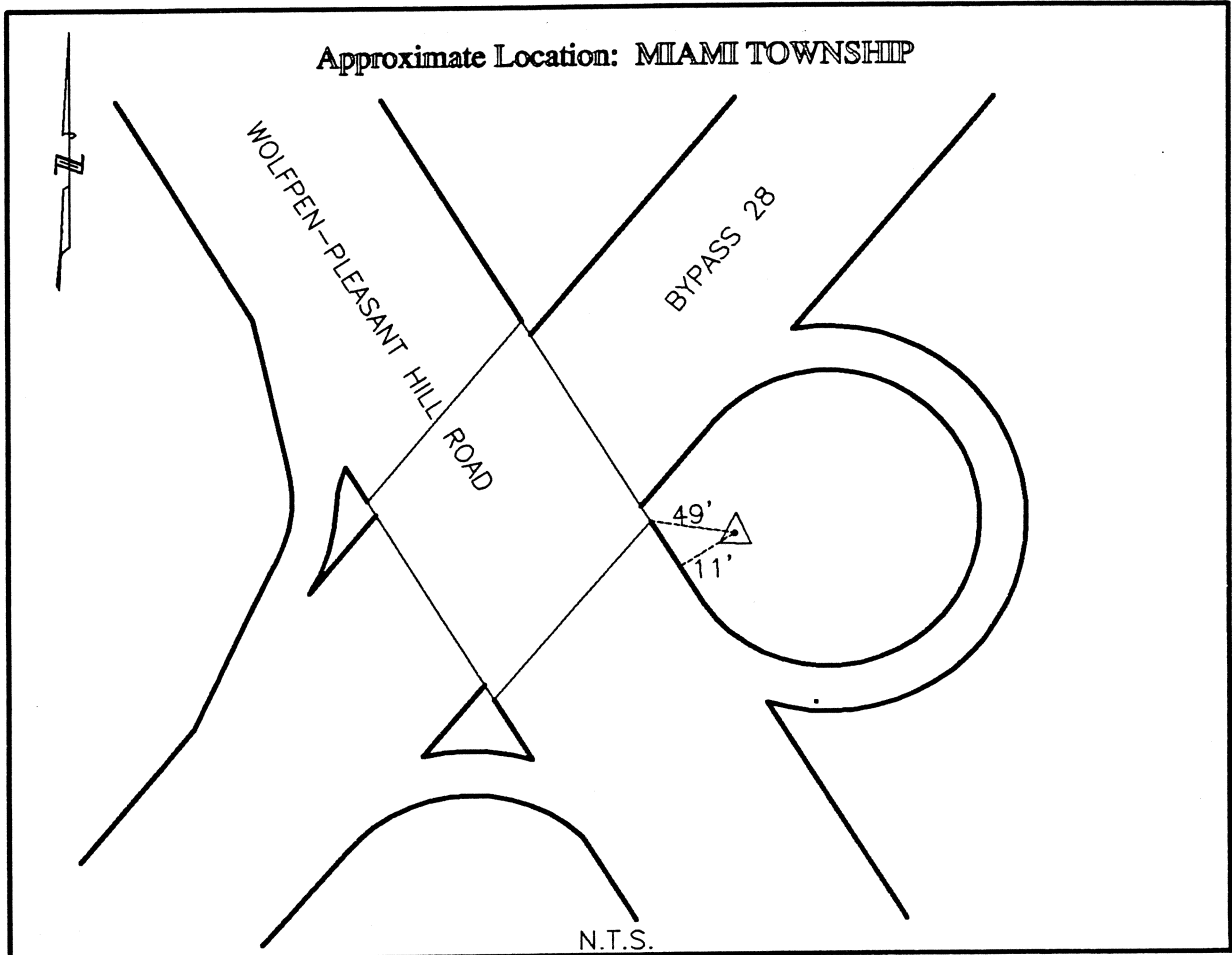 Approximate Location: MIAMI TOWNSHIP
N
WOLFPEN-PLEASANT HILL ROAD
BYPASS 28
49'
11'
N.T.S.